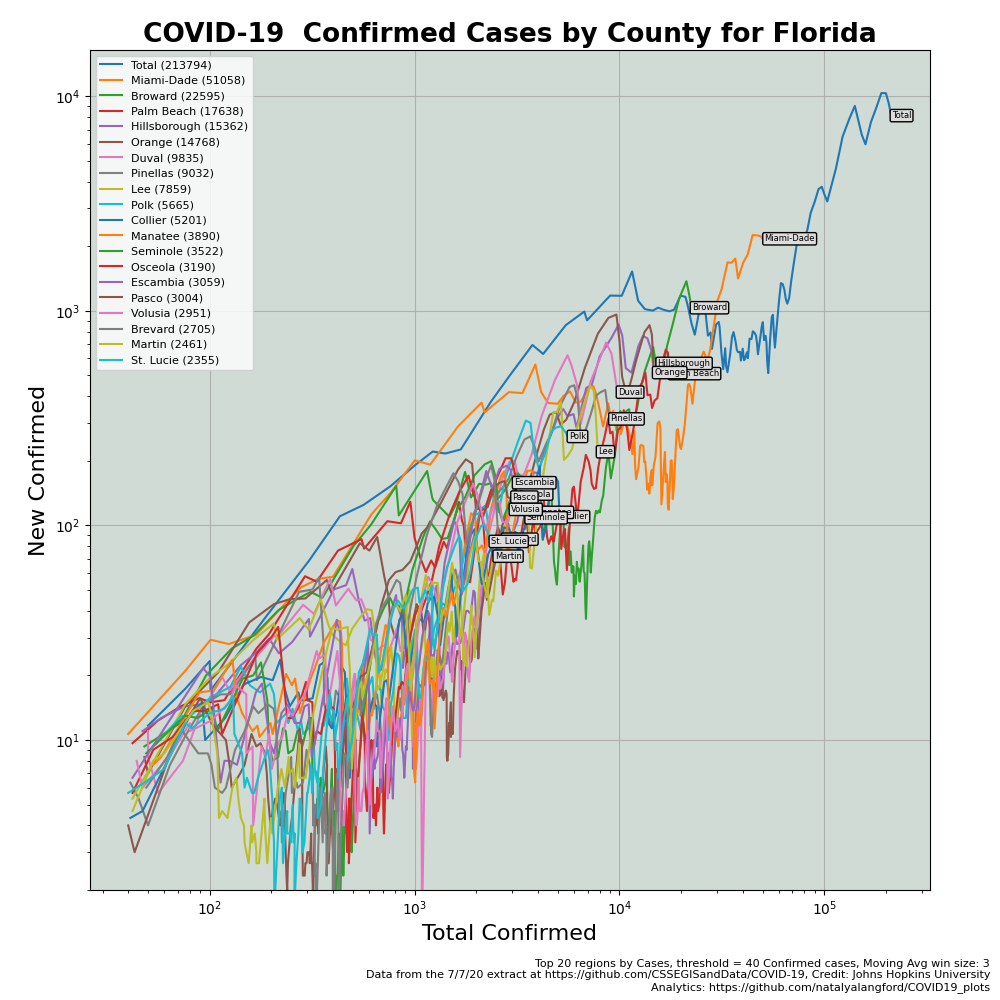 COVID-19  Confirmed Cases by County for Florida
Total (213794)
Miami-Dade (51058)
Broward (22595)
Palm Beach (17638)
Hillsborough (15362)
Orange (14768)
Duval (9835)
Pinellas (9032)
Lee (7859)
Polk (5665)
Collier (5201)
Manatee (3890)
Seminole (3522)
Osceola (3190)
Escambia (3059)
Pasco (3004)
Volusia (2951)
Brevard (2705)
Martin (2461)
St. Lucie (2355)
New Confirmed
10^4
10^3
10^2
10^1
Total
Miami-Dade
Broward
Hillsborough
Orange
Beach
Duval
Pinellas
Polk
Lee
Escambia
Pasco
Volusia
Seminole
St. Lucie
Martin
10^2
10^3
10^4
10^5
Total Confirmed
Top 20 regions by Cases, threshold = 40 Confirmed cases, Moving Avg win size: 3
Data from the 7/7/20 extract at https://github.com/CSSEGISandData/COVID-19, Credit: Johns Hopkins University
Analytics: https://github.com/natalyalangford/COVID19_plots